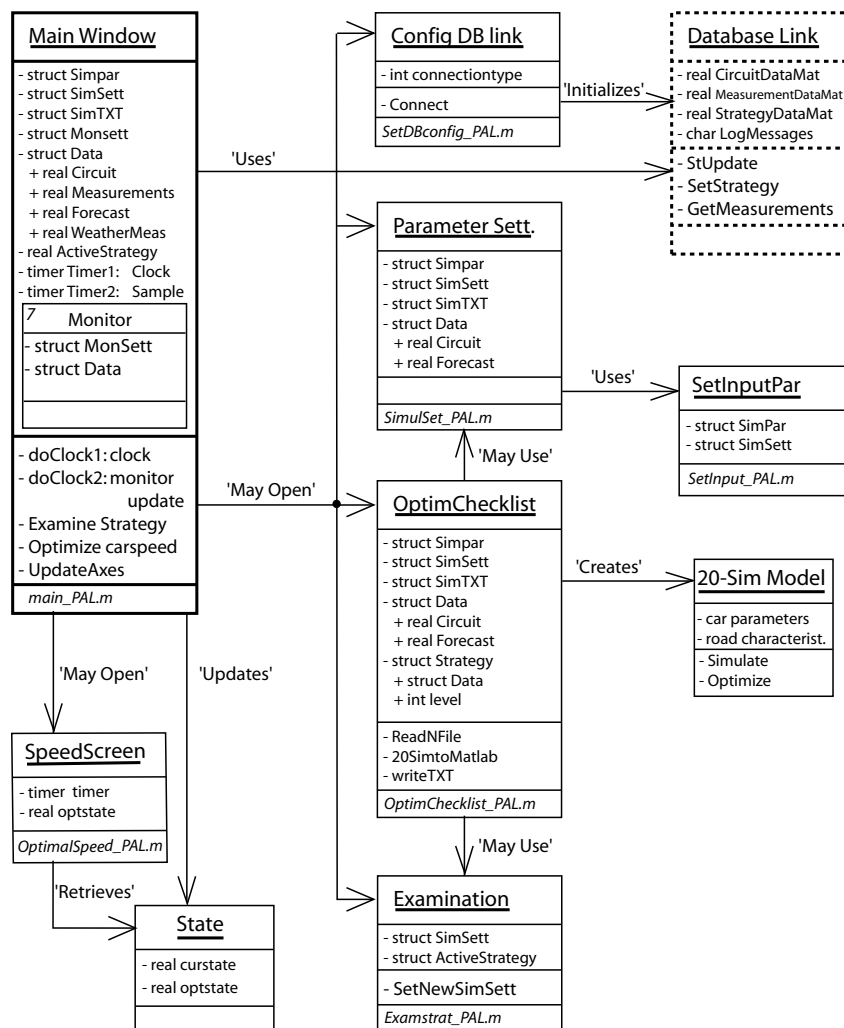 Main Window
- struct Simpar
- struct SimSett
- struct SimTXT
- struct Monsett
- struct Data
+ real Circuit
+ real Measurements
+ real Forecast
+ real WeatherMeas
- real ActiveStrategy
- timer Timer1: Clock
- timer Timer2: Sample
7
Monitor
- struct MonSett
- struct Data
- doClock1: clock
- doClock2: monitor
update
- Examine Strategy
- Optimize carspeed
- UpdateAxes
main_PAL.m
'Uses'
'May Open'
Config DB link
- int connectiontype
- Connect
SetDBconfig_PAL.m
'Initializes'
Database Link
- real CircuitDataMat
- real MeasurementDataMat
- real StrategyDataMat
- char LogMessages
- StUpdate
- SetStrategy
- GetMeasurements
Parameter Sett.
- struct Simpar
- struct SimSett
- struct SimTXT
- struct Data
+ real Circuit
+ real Forecast
SimulSet_PAL.m
'Uses'
SetInputPar
- struct SimPar
- struct SimSett
SetInput_PAL.m
'May Use'
OptimChecklist
- struct Simpar
- struct SimSett
- struct SimTXT
- struct Data
+ real Circuit
+ real Forecast
- struct Strategy
+ struct Data
+ int level
- ReadNFile
- 20SimtoMatlab
- writeTXT
OptimChecklist_PAL.m
'Creates'
20-Sim Model
- car parameters
- road characterist.
- Simulate
- Optimize
'May Use'
Examination
- struct SimSett
- struct ActiveStrategy
- SetNewSimSett
Examstrat_PAL.m
'May Open'
'Updates'
SpeedScreen
- timer timer
- real optstate
OptimalSpeed_PAL.m
'Retrieves'
State
- real curstate
- real optstate